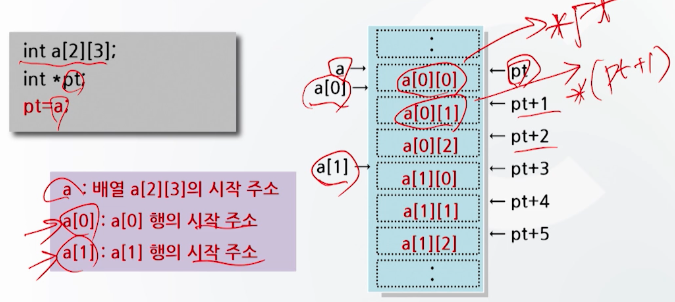 int a[2][3];
int *pt;
pt=a;
a : 배열 a[2][3]의 시작 주소
a[0] : a[0] 행의 시작 주소
a[1] : a[1] 행의 시작 주소
:
a→ a[0][0] ←pt *pt
a[0]→
a[0][1] ←pt+1 *(pt+1)
a[0][2] ←pt+2
a[1]→ a[1][0] ←pt+3
a[1][1] ←pt+4
a[1][2] ←pt+5
: